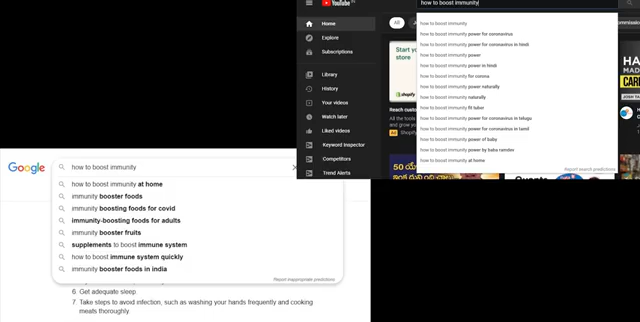 YouTube
IN
how to boost immunity
Home
Explore
Subscriptions
Library
History
Your videos
Watch later
Liked videos
Keyword Inspector
Competitors
Trend Alerts
All
how to boost immunity
how to boost immunity power for coronavirus
how to boost immunity power for coronavirus in hindi
how to boost immunity power
how to boost immunity power in hindi
how to boost immunity for corona
how to boost immunity power naturally
how to boost immunity naturally
how to boost immunity fit tuber
how to boost immunity power for coronavirus in telugu
how to boost immunity power for coronavirus in tamil
how to boost immunity power of baby
how to boost immunity power by baba ramdev
how to boost immunity at home
Report search predictions
store
shopify
Ad
Google
how to boost immunity
how to boost immunity at home
immunity booster foods
immunity boosting foods for covid
immunity-boosting foods for adults
immunity booster fruits
supplements to boost immune system
how to boost immune system quickly
immunity booster foods in india
Report inappropriate predictions
6. Get adequate sleep.
7. Take steps to avoid infection, such as washing your hands frequently and cooking
meats thoroughly.